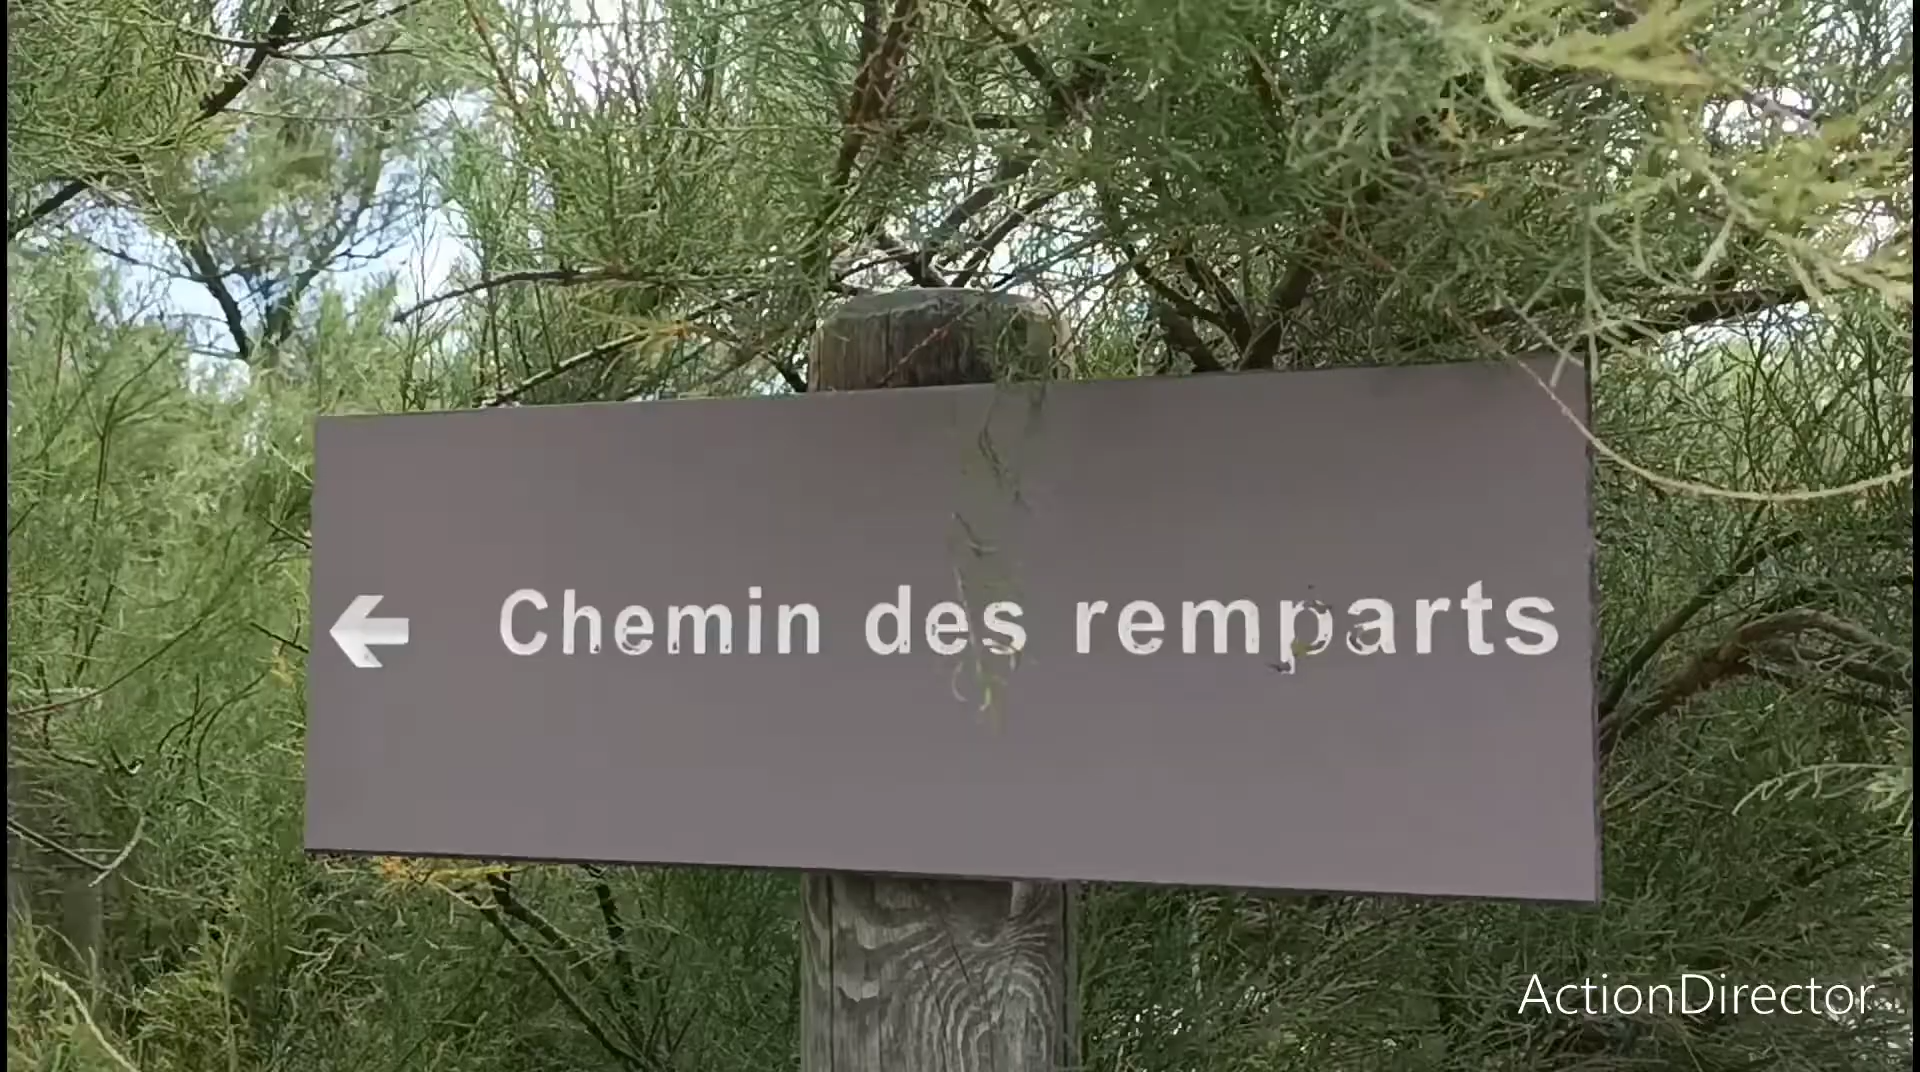 ← Chemin des remparts
ActionDirector